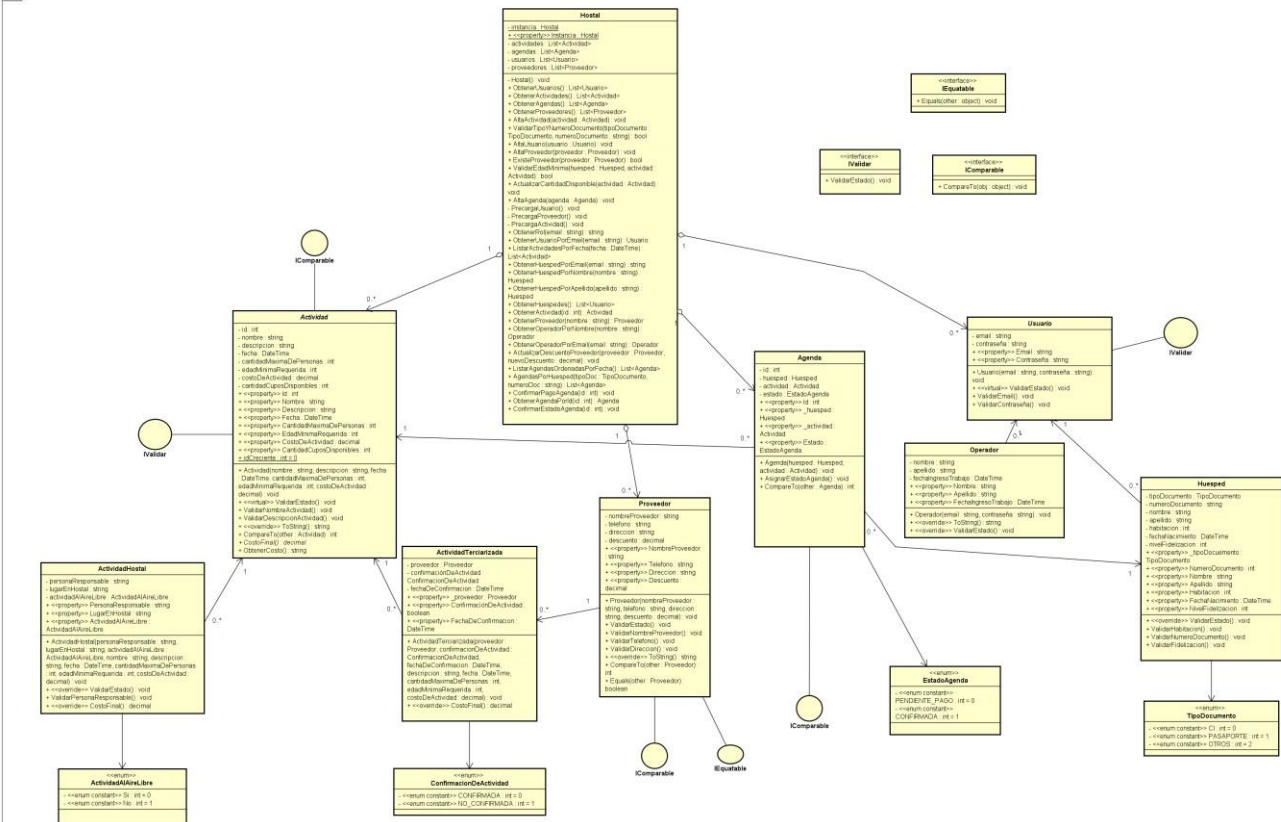 Hostal
- instancia : Hostal
+ <<property>> Instancia : Hostal
- actividades : List<Actividad>
- agendas : List<Agenda>
- usuarios : List<Usuario>
- proveedores : List<Proveedor>
- Hostal() : void
+ ObtenerUsuarios() : List<Usuario>
+ ObtenerActividades() : List<Actividad>
+ ObtenerAgendas() : List<Agenda>
+ ObtenerProveedores() : List<Proveedor>
+ AltaActividad(actividad : Actividad) : void
+ ValidarTipoYNumeroDocumento(tipoDocumento :
TipoDocumento, numeroDocumento : string) : bool
+ AltaUsuario(usuario : Usuario) : void
+ AltaProveedor(proveedor : Proveedor) : void
+ ExisteProveedor(proveedor : Proveedor) : bool
+ ValidarEdadMinima(huesped : Huesped, actividad :
Actividad) : bool
+ ActualizarCantidadDisponible(actividad : Actividad) :
void
+ AltaAgenda(agenda : Agenda) : void
- PrecargaUsuario() : void
- PrecargaProveedor() : void
- PrecargaActividad() : void
+ ObtenerRol(email : string) : string
+ ObtenerUsuarioPorEmail(email : string) : Usuario
+ ListarActividadesPorFecha(fecha : DateTime) :
List<Actividad>
+ ObtenerHuespedPorEmail(email : string) : string
+ ObtenerHuespedPorNombre(nombre : string) :
Huesped
+ ObtenerHuespedPorApellido(apellido : string) :
Huesped
+ ObtenerHuespedes() : List<Usuario>
+ ObtenerActividad(id : int) : Actividad
+ ObtenerProveedor(nombre : string) : Proveedor
+ ObtenerOperadorPorNombre(nombre : string) :
Operador
+ ObtenerOperadorPorEmail(email : string) : Operador
+ ActualizarDescuentoProveedor(proveedor : Proveedor,
nuevoDescuento : decimal) : void
+ ListarAgendasOrdenadasPorFecha() : List<Agenda>
+ AgendasPorHuesped(tipoDoc : TipoDocumento,
numeroDoc : string) : List<Agenda>
+ ConfirmarPagoAgenda(id : int) : void
+ ObtenerAgendaPorId(id : int) : Agenda
+ ConfirmarEstadoAgenda(id : int) : void
<<interface>>
IEquatable
+ Equals(other : object) : void
<<interface>>
IValidar
+ ValidarEstado() : void
<<interface>>
IComparable
+ CompareTo(obj : object) : void
IComparable
1
0..*
1
0..*
1
0..*
1
0..*
Actividad
- id : int
- nombre : string
- descripcion : string
- fecha : DateTime
- cantidadMaximaDePersonas : int
- edadMinimaRequerida : int
- costoDeActividad : decimal
- cantidadCuposDisponibles : int
+ <<property>> Id : int
+ <<property>> Nombre : string
+ <<property>> Descripcion : string
+ <<property>> Fecha : DateTime
+ <<property>> CantidadMaximaDePersonas : int
+ <<property>> EdadMinimaRequerida : int
+ <<property>> CostoDeActividad : decimal
+ <<property>> CantidadCuposDisponibles : int
+ idCreciente : int = 0
+ Actividad(nombre : string, descripcion : string, fecha
: DateTime, cantidadMaximaDePersonas : int,
edadMinimaRequerida : int, costoDeActividad :
decimal) : void
+ <<virtual>> ValidarEstado() : void
+ ValidarNombreActividad() : void
+ ValidarDescripcionActividad() : void
+ <<override>> ToString() : string
+ CompareTo(other : Actividad) : int
+ CostoFinal() : decimal
+ ObtenerCosto() : string
IValidar
Usuario
- email : string
- contraseña : string
+ <<property>> Email : string
+ <<property>> Contraseña : string
+ Usuario(email : string, contraseña : string) :
void
+ <<virtual>> ValidarEstado() : void
+ ValidarEmail() : void
+ ValidarContraseña() : void
IValidar
Agenda
- id : int
- huesped : Huesped
- actividad : Actividad
- estado : EstadoAgenda
+ <<property>> Id : int
+ <<property>> _huesped :
Huesped
+ <<property>> _actividad :
Actividad
+ <<property>> Estado :
EstadoAgenda
+ Agenda(huesped : Huesped,
actividad : Actividad) : void
+ AsignarEstadoAgenda() : void
+ CompareTo(other : Agenda) : int
1
0..*
Operador
- nombre : string
- apellido : string
- fechaIngresoTrabajo : DateTime
+ <<property>> Nombre : string
+ <<property>> Apellido : string
+ <<property>> FechaIngresoTrabajo : DateTime
+ Operador(email : string, contraseña : string) : void
+ <<override>> ToString() : string
+ <<override>> ValidarEstado() : void
1
0..*
Huesped
- tipoDocumento : TipoDocumento
- numeroDocumento : string
- nombre : string
- apellido : string
- habitacion : int
- fechaNacimiento : DateTime
- nivelFidelizacion : int
+ <<property>> _tipoDocuemento :
TipoDocumento
+ <<property>> NumeroDocumento : int
+ <<property>> Nombre : string
+ <<property>> Apellido : string
+ <<property>> Habitacion : int
+ <<property>> FechaNacimiento : DateTime
+ <<property>> NivelFidelizacion : int
+ <<override>> ValidarEstado() : void
+ ValidarHabitacion() : void
+ ValidarNumeroDocumento() : void
+ ValidarFidelizacion() : void
0..*
1
Proveedor
- nombreProveedor : string
- telefono : string
- direccion : string
- descuento : decimal
+ <<property>> NombreProveedor
: string
+ <<property>> Telefono : string
+ <<property>> Direccion : string
+ <<property>> Descuento :
decimal
+ Proveedor(nombreProveedor :
string, telefono : string, direccion :
string, descuento : decimal) : void
+ ValidarEstado() : void
+ ValidarNombreProveedor() : void
+ ValidarTelefono() : void
+ ValidarDireccion() : void
+ <<override>> ToString() : string
+ CompareTo(other : Proveedor) :
int
+ Equals(other : Proveedor) :
boolean
1
0..*
ActividadTerciarizada
- proveedor : Proveedor
- confirmaciónDeActividad :
ConfirmacionDeActividad
- fechaDeConfirmacion : DateTime
+ <<property>> _proveedor : Proveedor
+ <<property>> ConfirmaciónDeActividad :
boolean
+ <<property>> FechaDeConfirmacion :
DateTime
+ ActividadTerciarizada(proveedor :
Proveedor, confirmacionDeActividad :
ConfirmacionDeActividad,
fechaDeConfirmacion : DateTime,
descripcion : string, fecha : DateTime,
cantidadMaximaDePersonas : int,
edadMinimaRequerida : int,
costoDeActividad : decimal) : void
+ <<override>> CostoFinal() : decimal
1
0..*
ActividadHostal
- personaResponsable : string
- lugarEnHostal : string
- actividadAlAireLibre : ActividadAlAireLibre
+ <<property>> PersonaResponsable : string
+ <<property>> LugarEnHostal : string
+ <<property>> ActividadAlAireLibre :
ActividadAlAireLibre
+ ActividadHostal(personaResponsable : string,
lugarEnHostal : string, actividadAlAireLibre :
ActividadAlAireLibre, nombre : string, descripcion :
string, fecha : DateTime, cantidadMaximaDePersonas
: int, edadMinimaRequerida : int, costoDeActividad :
decimal) : void
+ <<override>> ValidarEstado() : void
+ ValidarPersonaResponsable() : void
+ <<override>> CostoFinal() : decimal
1
0..*
<<enum>>
EstadoAgenda
- <<enum constant>>
PENDIENTE_PAGO : int = 0
- <<enum constant>>
CONFIRMADA : int = 1
<<enum>>
TipoDocumento
- <<enum constant>> CI : int = 0
- <<enum constant>> PASAPORTE : int = 1
- <<enum constant>> OTROS : int = 2
IComparable
IComparable
IEquatable
<<enum>>
ActividadAlAireLibre
- <<enum constant>> Si : int = 0
- <<enum constant>> No : int = 1
<<enum>>
ConfirmacionDeActividad
- <<enum constant>> CONFIRMADA : int = 0
- <<enum constant>> NO_CONFIRMADA : int = 1